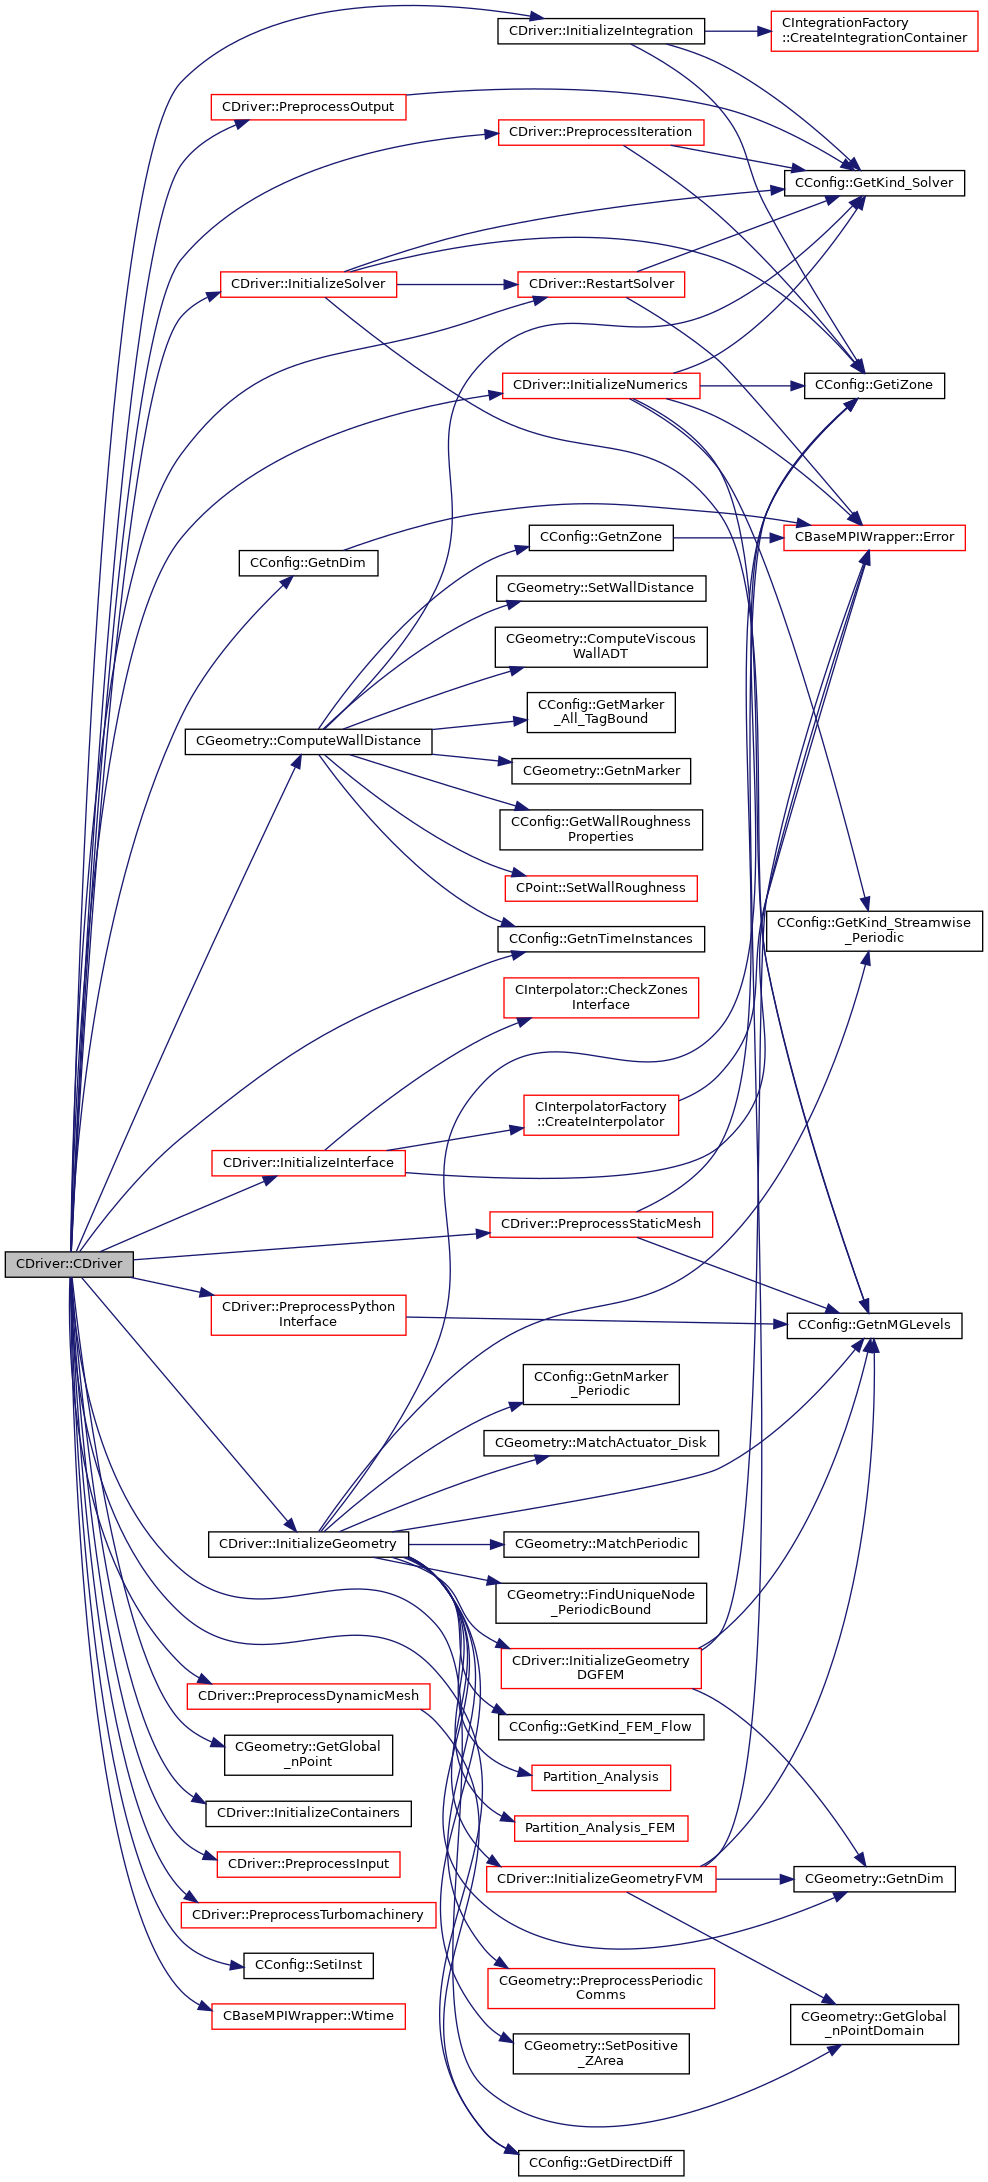 CDriver::InitializeIntegration
CIntegrationFactory
::CreateIntegrationContainer
CDriver::PreprocessOutput
CDriver::PreprocessIteration
CConfig::GetKind_Solver
CDriver::InitializeSolver
CDriver::RestartSolver
CDriver::InitializeNumerics
CConfig::GetiZone
CConfig::GetnDim
CConfig::GetnZone
CBaseMPIWrapper::Error
CGeometry::SetWallDistance
CGeometry::ComputeViscous
WallADT
CConfig::GetMarker
_All_TagBound
CGeometry::ComputeWallDistance
CGeometry::GetnMarker
CConfig::GetWallRoughness
Properties
CPoint::SetWallRoughness
CConfig::GetnTimeInstances
CConfig::GetKind_Streamwise
_Periodic
CInterpolator::CheckZones
Interface
CInterpolatorFactory
::CreateInterpolator
CDriver::InitializeInterface
CDriver::PreprocessStaticMesh
CDriver::CDriver
CDriver::PreprocessPython
Interface
CConfig::GetnMGLevels
CConfig::GetnMarker
_Periodic
CGeometry::MatchActuator_Disk
CDriver::InitializeGeometry
CGeometry::MatchPeriodic
CGeometry::FindUniqueNode
_PeriodicBound
CDriver::InitializeGeometry
DGFEM
CDriver::PreprocessDynamicMesh
CConfig::GetKind_FEM_Flow
CGeometry::GetGlobal
_nPoint
Partition_Analysis
CDriver::InitializeContainers
Partition_Analysis_FEM
CDriver::PreprocessInput
CDriver::InitializeGeometryFVM
CGeometry::GetnDim
CDriver::PreprocessTurbomachinery
CConfig::SetiInst
CGeometry::PreprocessPeriodic
Comms
CBaseMPIWrapper::Wtime
CGeometry::GetGlobal
_nPointDomain
CGeometry::SetPositive
_ZArea
CConfig::GetDirectDiff